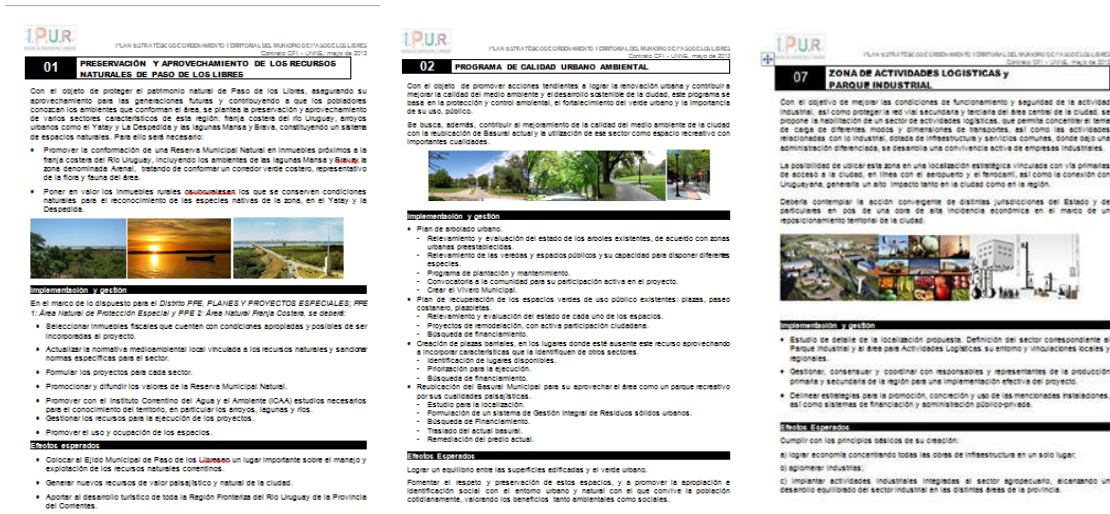 I.P.U.R.
PLAN ESTRATÉGICO DE ORDENAMIENTO TERRITORIAL DEL MUNICIPIO DE PASO DE LOS LIBRES
Contrato CFI - UNNE, mayo de 2013
01 PRESERVACIÓN Y APROVECHAMIENTO DE LOS RECURSOS
NATURALES DE PASO DE LOS LIBRES
Con el objeto de proteger el patrimonio natural de Paso de los Libres, asegurando su
aprovechamiento para las generaciones futuras y contribuyendo a que los pobladores
conozcan los ambientes que conforman el área, se plantea la preservación y aprovechamiento
de varios sectores característicos de esta región: franja costera del río Uruguay, arroyos
urbanos como el Yatay y La Despedida y las lagunas Mansa y Brava, constituyendo un sistema
de espacios naturales. Para ello será necesario:
• Promover la conformación de una Reserva Municipal Natural en inmuebles próximos a la
franja costera del Río Uruguay, incluyendo los ambientes de las lagunas Mansa y Bravay, la
zona denominada Arenal, tratando de conformar un corredor verde costero, representativo
de la flora y fauna del área.
• Poner en valor los inmuebles rurales osuburalesen los que se conserven condiciones
naturales para el reconocimiento de las especies nativas de la zona, en el Yatay y la
Despedida.
Implementación y gestión
En el marco de lo dispuesto para el Distrito PPE, PLANES Y PROYECTOS ESPECIALES; PPE
1: Área Natural de Protección Especial y PPE 2: Área Natural Franja Costera, se deberá:
• Seleccionar inmuebles fiscales que cuenten con condiciones apropiadas y posibles de ser
incorporadas al proyecto.
• Actualizar la normativa medioambiental local vinculada a los recursos naturales y sancionar
normas específicas para el sector.
• Formular los proyectos para cada sector.
• Promocionar y difundir los valores de la Reserva Municipal Natural.
• Promover con el Instituto Correntino del Agua y el Ambiente (ICAA) estudios necesarios
para el conocimiento del territorio, en particular los arroyos, lagunas y ríos.
• Gestionar los recursos para la ejecución de los proyectos.
• Promover el uso y ocupación de los espacios.
Efectos esperados
• Colocar al Ejido Municipal de Paso de los Libresen un lugar importante sobre el manejo y
explotación de los recursos naturales correntinos.
• Generar nuevos recursos de valor paisajístico y natural de la ciudad.
• Aportar al desarrollo turístico de toda la Región Fronteriza del Río Uruguay de la Provincia
del Corrientes.
I.P.U.R.
PLAN ESTRATÉGICO DE ORDENAMIENTO TERRITORIAL DEL MUNICIPIO DE PASO DE LOS LIBRES
Contrato CFI - UNNE, mayo de 2013
02 PROGRAMA DE CALIDAD URBANO AMBIENTAL
Con el objeto de promover acciones tendientes a lograr la renovación urbana y contribuir a
mejorar la calidad del medio ambiente y el desarrollo sostenible de la ciudad, este programa se
basa en la protección y control ambiental, el fortalecimiento del verde urbano y la importancia
de su uso, público.
Se busca, además, contribuir al mejoramiento de la calidad del medio ambiente de la ciudad
con la reubicación de Basural actual y la utilización de ese sector como espacio recreativo con
importantes cualidades.
Implementación y gestión
• Plan de arbolado urbano.
- Relevamiento y evaluación del estado de los arboles existentes, de acuerdo con zonas
urbanas preestablecidas.
- Relevamiento de las veredas y espacios públicos y su capacidad para disponer diferentes
especies.
- Programa de plantación y mantenimiento.
- Convocatoria a la comunidad para su participación activa en el proyecto.
- Crear el Vivero Municipal.
• Plan de recuperación de los espacios verdes de uso público existentes: plazas, paseo
costanero, plazoletas.
- Relevamiento y evaluación del estado de cada uno de los espacios.
- Proyectos de remodelación, con activa participación ciudadana.
- Búsqueda de financiamiento.
• Creación de plazas barriales, en los lugares donde esté ausente este recurso aprovechando
a incorporar características que la identifiquen de otros sectores.
- Identificación de lugares disponibles.
- Priorización para la ejecución.
- Búsqueda de financiamiento.
• Reubicación del Basural Municipal para su aprovechar el área como un parque recreativo
por sus cualidades paisajísticas.
- Estudio para la localización.
- Formulación de un sistema de Gestión Integral de Residuos sólidos urbanos.
- Búsqueda de Financiamiento.
- Traslado del actual basural.
- Remediación del predio actual.
Efectos Esperados
Lograr un equilibrio entre las superficies edificadas y el verde urbano.
Fomentar el respeto y preservación de estos espacios, y a promover la apropiación e
identificación social con el entorno urbano y natural con el que convive la población
cotidianamente, valorando los beneficios tanto ambientales como sociales.
I.P.U.R.
PLAN ESTRATÉGICO DE ORDENAMIENTO TERRITORIAL DEL MUNICIPIO DE PASO DE LOS LIBRES
Contrato CFI - UNNE, mayo de 2013
07 ZONA DE ACTIVIDADES LOGISTICAS y
PARQUE INDUSTRIAL
Con el objetivo de mejorar las condiciones de funcionamiento y seguridad de la actividad
industrial, así como proteger la red vial secundaria y terciaria del área central de la ciudad, se
propone la habilitación de un sector de actividades logísticas, que permita concentrar el tema
de carga de diferentes modos y dimensiones de transportes, así como las actividades
relacionadas con lo industrial, dotada de infraestructura y servicios comunes, donde bajo una
administración diferenciada, se desarrolla una convivencia activa de empresas industriales.
La posibilidad de ubicar esta zona en una localización estratégica vinculada con vía primarias
de acceso a la ciudad, en línea con el aeropuerto y el ferrocarril, así como la conexión con
Uruguayana, generaría un alto impacto tanto en la ciudad como en la región.
Debería contemplar la acción convergente de distintas jurisdicciones del Estado y de
particulares en pos de una obra de alta incidencia económica en el marco de un
reposicionamiento territorial de la ciudad.
Implementación y gestión
• Estudio de detalle de la localización propuesta. Definición del sector correspondiente al
Parque Industrial y al área para Actividades Logísticas, su entorno y vinculaciones locales y
regionales.
• Gestionar, consensuar y coordinar con responsables y representantes de la producción
primaria y secundaria de la región para una implementación efectiva del proyecto.
• Delinear estrategias para la promoción, concreción y uso de las mencionadas instalaciones,
así como sistemas de financiación y administración público-privada.
Efectos Esperados
Cumplir con los principios básicos de su creación:
a) lograr economía concentrando todas las obras de infraestructura en un solo lugar;
b) aglomerar industrias;
c) implantar actividades industriales integradas al sector agropecuario, alcanzando un
desarrollo equilibrado del sector industrial en las distintas áreas de la provincia.